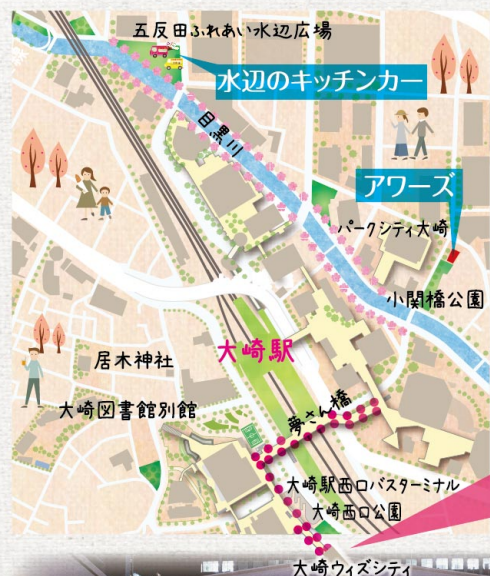 五反田ふれあい水辺広場
水辺のキッチンカー
目黒川
アワーズ
パークシティ大崎
小関橋公園
大崎駅
居木神社
大崎図書館別館
夢さん橋
大崎駅西口バスターミナル
大崎西口公園
大崎ウィズシティ